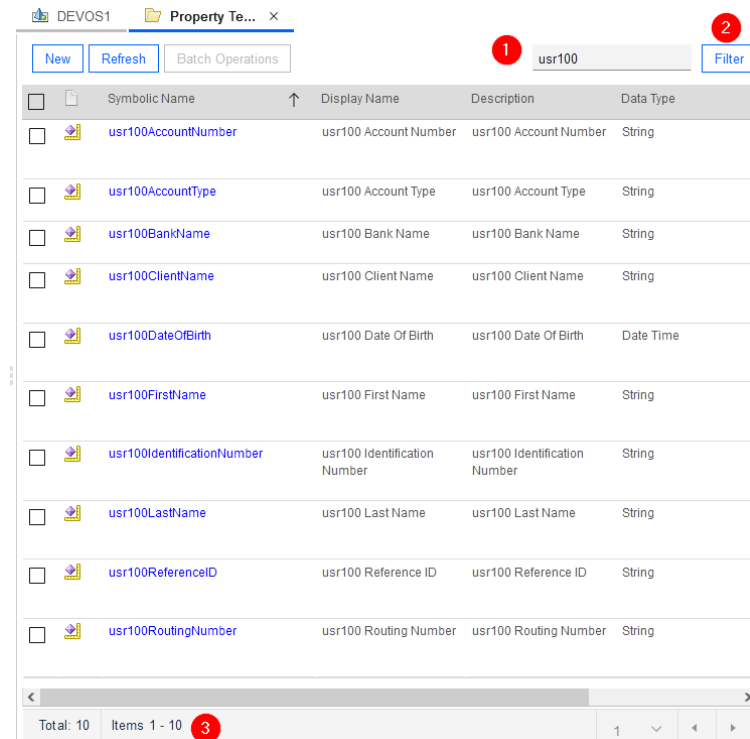 DEVOS1 Property Te... ×
2
New Refresh Batch Operations 1 usr100 Filter
Symbolic Name ↑ Display Name Description Data Type
usr100AccountNumber usr100 Account Number usr100 Account Number String
usr100AccountType usr100 Account Type usr100 Account Type String
usr100BankName usr100 Bank Name usr100 Bank Name String
usr100ClientName usr100 Client Name usr100 Client Name String
usr100DateOfBirth usr100 Date Of Birth usr100 Date Of Birth Date Time
usr100FirstName usr100 First Name usr100 First Name String
usr100IdentificationNumber usr100 Identification usr100 Identification String
Number Number
usr100LastName usr100 Last Name usr100 Last Name String
usr100ReferenceID usr100 Reference ID usr100 Reference ID String
usr100RoutingNumber usr100 Routing Number usr100 Routing Number String
Total: 10 Items 1 - 10 3 1